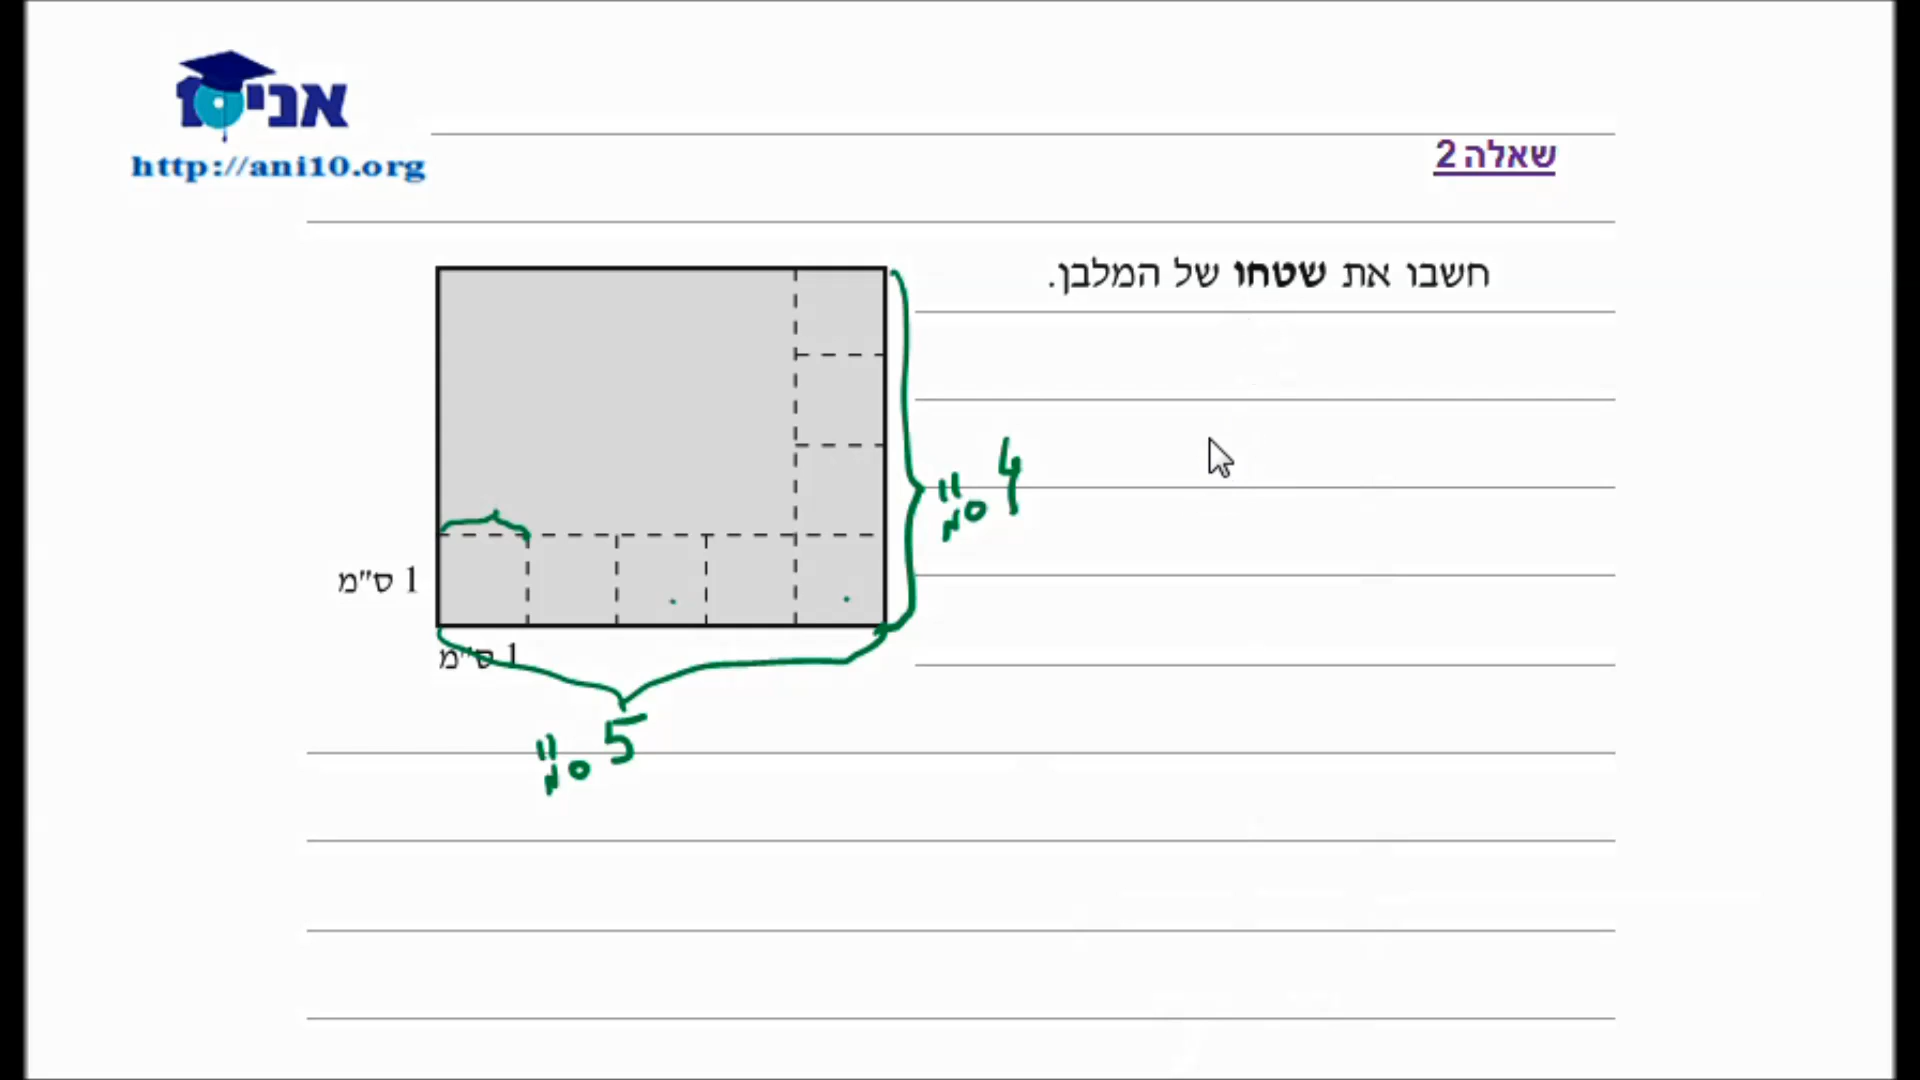 אני10
http://ani10.org
שאלה 2
חשבו את שטחו של המלבן.
4 ס"מ
1 ס"מ
1 ס"מ
5 ס"מ